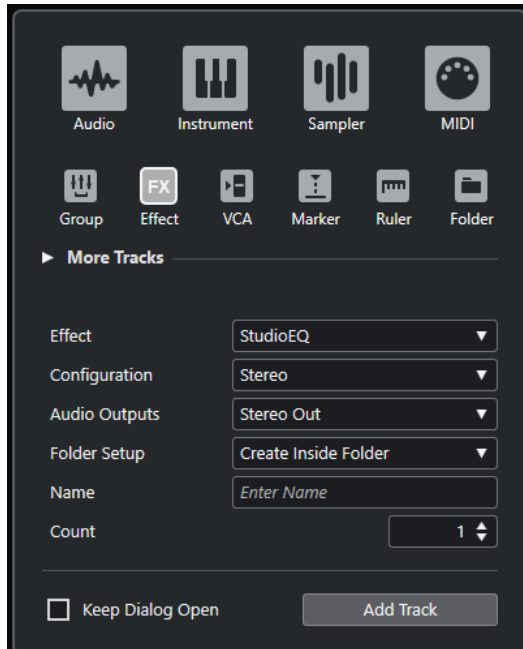 Audio Instrument Sampler MIDI
FX
Group Effect VCA Marker Ruler Folder
More Tracks
Effect StudioEQ
Configuration Stereo
Audio Outputs Stereo Out
Folder Setup Create Inside Folder
Name Enter Name
Count 1
Keep Dialog Open Add Track